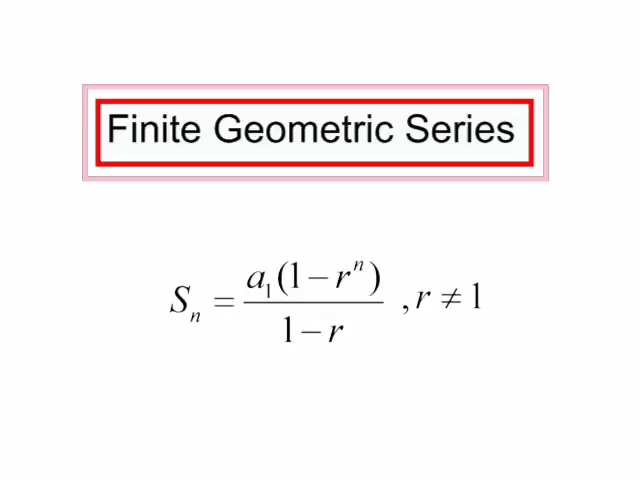 Finite Geometric Series
Sₙ = a₁(1 − rⁿ) / (1 − r) , r ≠ 1